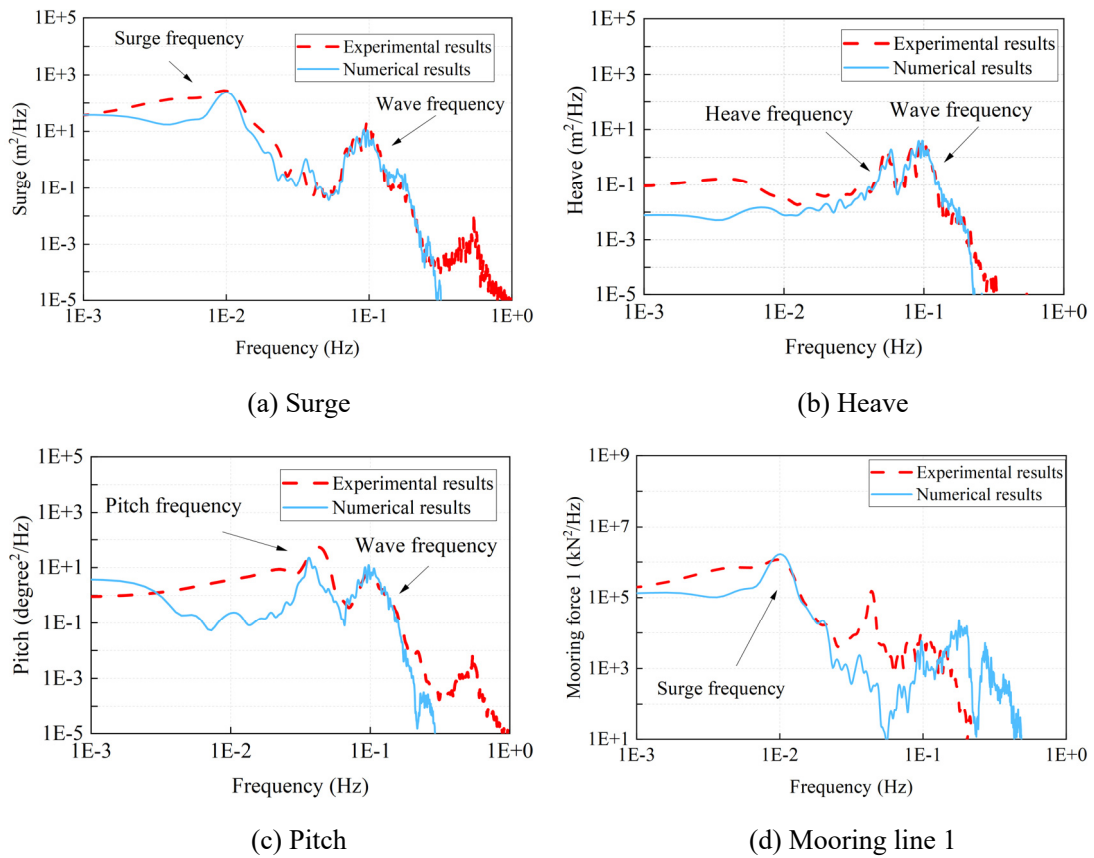 1E+5
1E+3
1E+1
1E-1
1E-3
1E-5
Surge (m²/Hz)
Surge frequency
Experimental results
Numerical results
Wave frequency
1E-3 1E-2 1E-1 1E+0
Frequency (Hz)
(a) Surge
1E+5
1E+3
1E+1
1E-1
1E-3
1E-5
Heave (m²/Hz)
Experimental results
Numerical results
Heave frequency
Wave frequency
1E-3 1E-2 1E-1 1E+0
Frequency (Hz)
(b) Heave
1E+5
1E+3
1E+1
1E-1
1E-3
1E-5
Pitch (degree²/Hz)
Experimental results
Numerical results
Pitch frequency
Wave frequency
1E-3 1E-2 1E-1 1E+0
Frequency (Hz)
(c) Pitch
1E+9
1E+7
1E+5
1E+3
1E+1
Mooring force 1 (kN²/Hz)
Experimental results
Numerical results
Surge frequency
1E-3 1E-2 1E-1 1E+0
Frequency (Hz)
(d) Mooring line 1